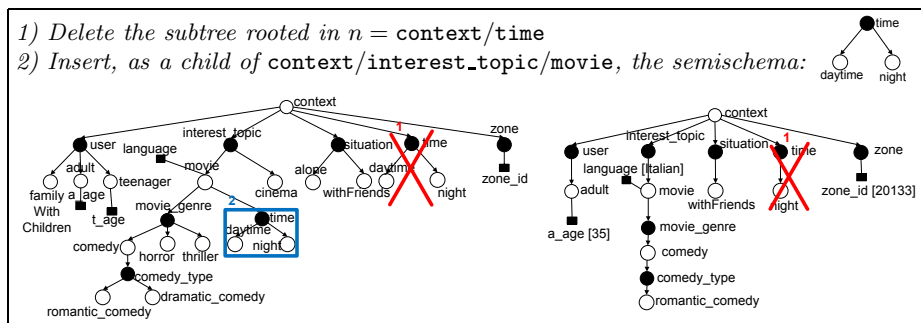 1) Delete the subtree rooted in n = context/time
2) Insert, as a child of context/interest_topic/movie, the semischema:
time
daytime night
context
1
user language interest_topic situation time zone
movie
adult alone daytime
family With Children a_age teenager cinema withFriends night zone_id
t_age
movie_genre 2 time
daytime
comedy horror thriller night
comedy_type
romantic_comedy dramatic_comedy
context
1
user interest_topic situation time zone
language [Italian]
adult movie withFriends night zone_id [20133]
a_age [35] movie_genre
comedy
comedy_type
romantic_comedy